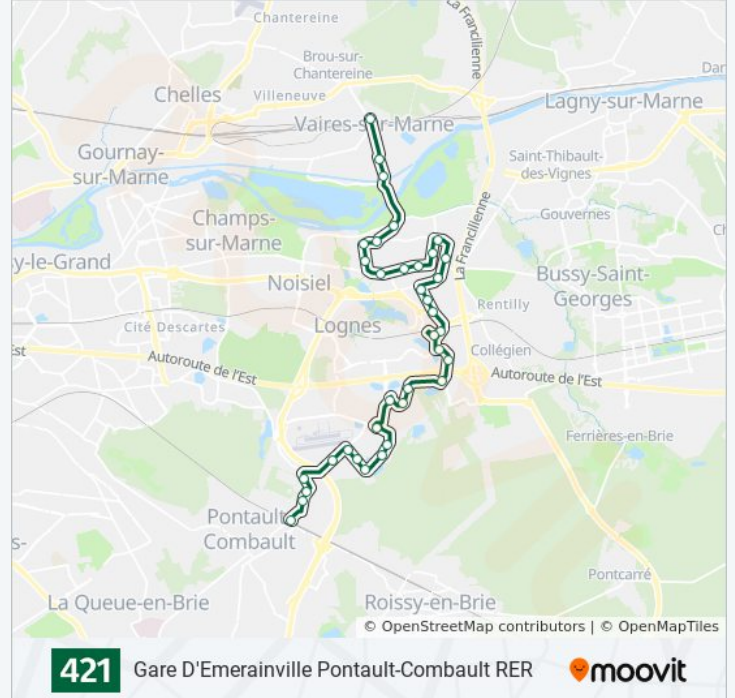 La Francilienne
Chantereine
Brou-sur-
Chantereine
Dar
Chelles
Villeneuve
Lagny-sur-Marne
Vaires-sur-Marne
Gournay-
sur-Marne
Saint-Thibault-
des-Vignes
Champs-
sur-Marne
Gouvernes
Ch
La Francilienne
y-le-Grand
Noisiel
Bussy-Saint-
Georges
Rentilly
Cité Descartes
Lognes
st
Collégien
Autoroute de l'Est
Autoroute de l'Est
Ferrières-en-Brie
Pontault-
Combault
s-
Pontcarré
La Queue-en-Brie
Roissy-en-Brie
© OpenStreetMap contributors | © OpenMapTiles
421 Gare D'Emerainville Pontault-Combault RER moovit